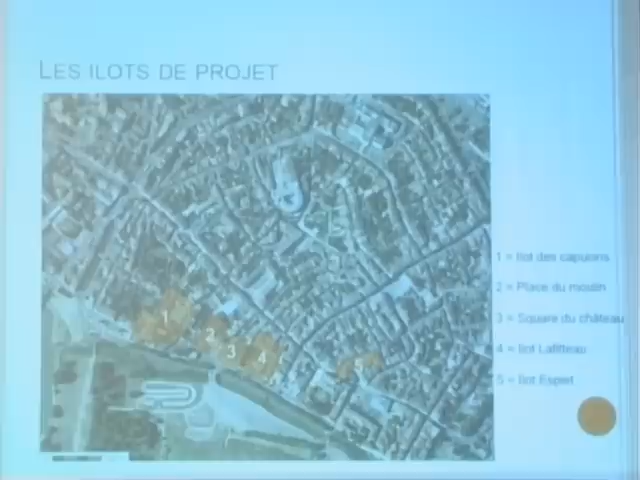 LES ILOTS DE PROJET
1
2
3
4
5
1 = Ilot des capucins
2 = Place du moulin
3 = Square du château
4 = Ilot Lafitteau
5 = Ilot Espiet